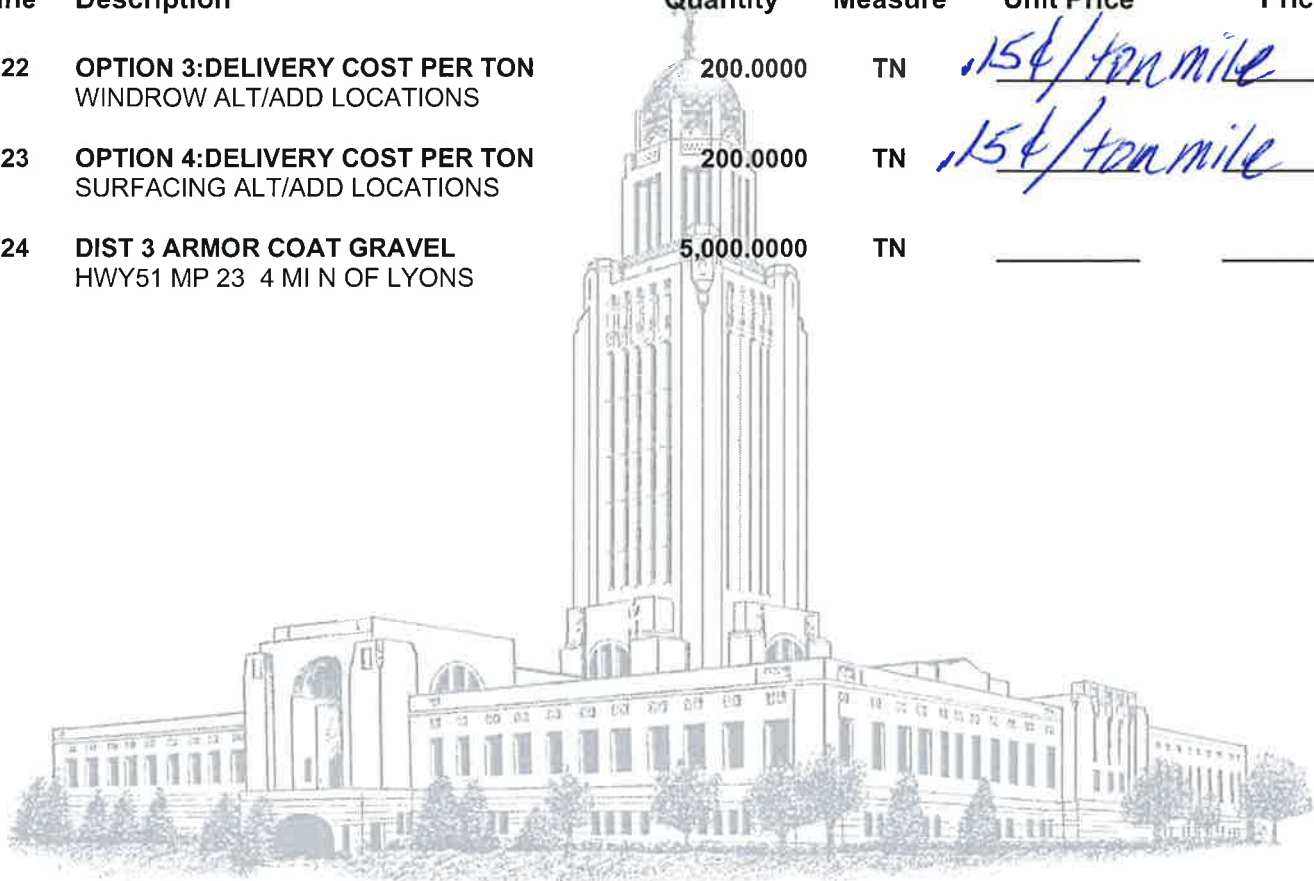 Description Quantity Measure Unit Price
22 OPTION 3:DELIVERY COST PER TON 200.0000 TN .15¢/ton mile
WINDROW ALT/ADD LOCATIONS
23 OPTION 4:DELIVERY COST PER TON 200.0000 TN .15¢/ton mile
SURFACING ALT/ADD LOCATIONS
24 DIST 3 ARMOR COAT GRAVEL 5,000.0000 TN
HWY51 MP 23 4 MI N OF LYONS